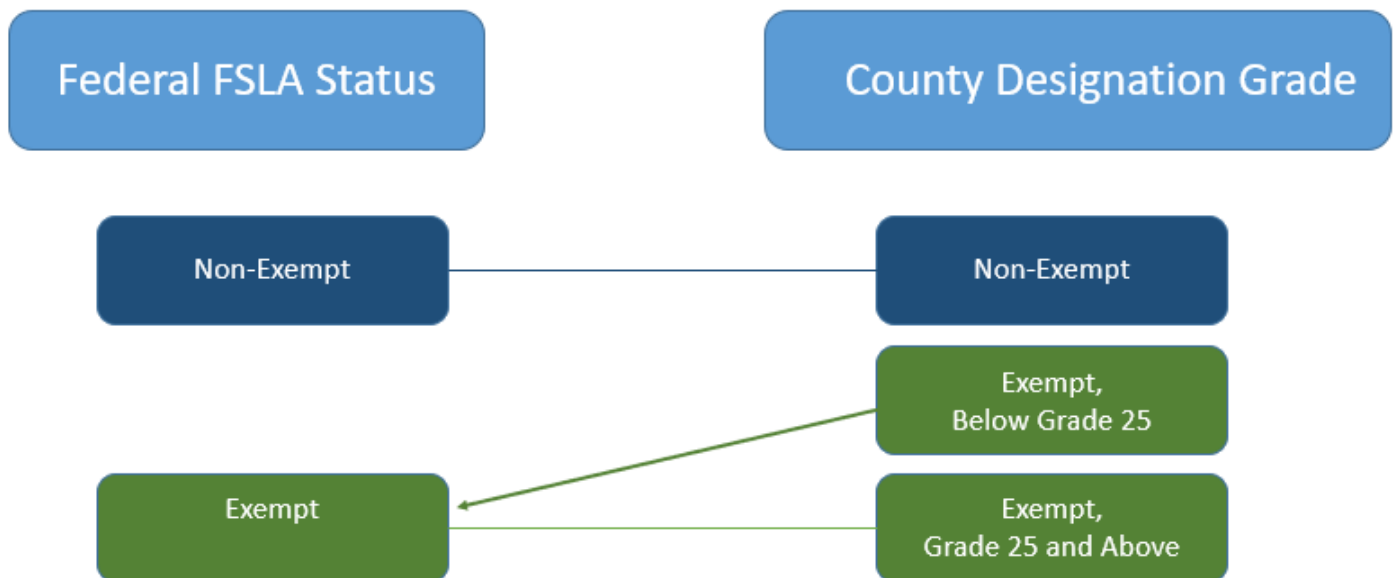 Federal FSLA Status
County Designation Grade
Non-Exempt
Non-Exempt
Exempt,
Below Grade 25
Exempt
Exempt,
Grade 25 and Above